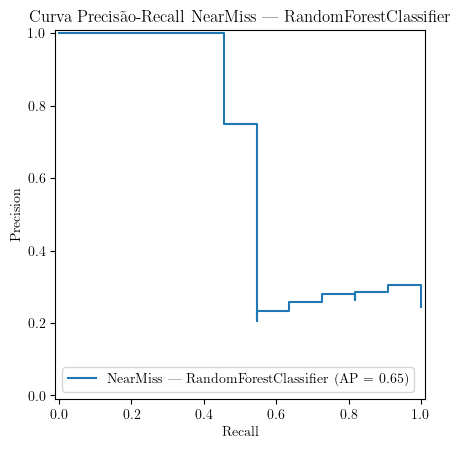 Curva Precisão-Recall NearMiss — RandomForestClassifier
1.0
0.8
0.6
0.4
0.2
0.0
Precision
NearMiss — RandomForestClassifier (AP = 0.65)
0.0 0.2 0.4 0.6 0.8 1.0
Recall